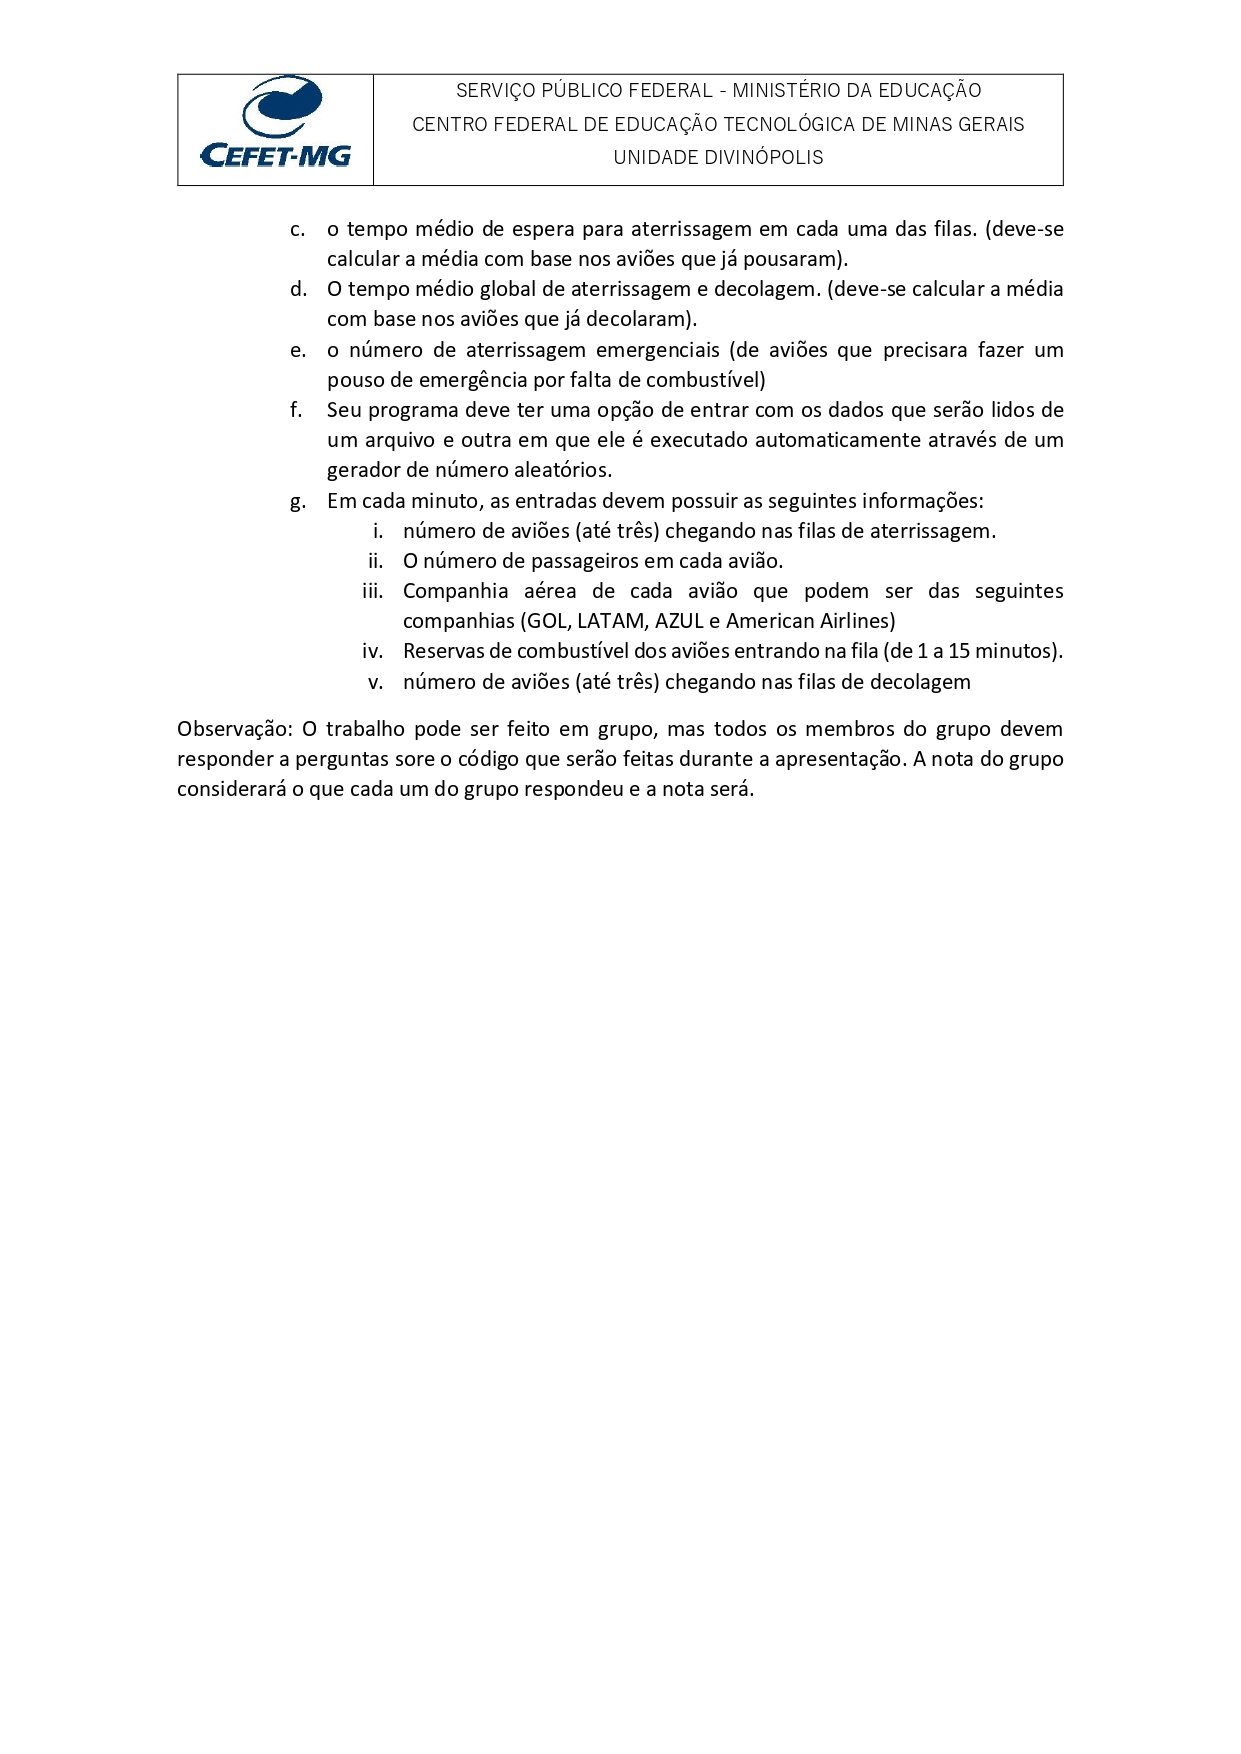 CEFET-MG
SERVIÇO PÚBLICO FEDERAL - MINISTÉRIO DA EDUCAÇÃO
CENTRO FEDERAL DE EDUCAÇÃO TECNOLÓGICA DE MINAS GERAIS
UNIDADE DIVINÓPOLIS
c. o tempo médio de espera para aterrissagem em cada uma das filas. (deve-se
calcular a média com base nos aviões que já pousaram).
d. O tempo médio global de aterrissagem e decolagem. (deve-se calcular a média
com base nos aviões que já decolaram).
e. o número de aterrissagem emergenciais (de aviões que precisara fazer um
pouso de emergência por falta de combustível)
f. Seu programa deve ter uma opção de entrar com os dados que serão lidos de
um arquivo e outra em que ele é executado automaticamente através de um
gerador de número aleatórios.
g. Em cada minuto, as entradas devem possuir as seguintes informações:
i. número de aviões (até três) chegando nas filas de aterrissagem.
ii. O número de passageiros em cada avião.
iii. Companhia aérea de cada avião que podem ser das seguintes
companhias (GOL, LATAM, AZUL e American Airlines)
iv. Reservas de combustível dos aviões entrando na fila (de 1 a 15 minutos).
v. número de aviões (até três) chegando nas filas de decolagem
Observação: O trabalho pode ser feito em grupo, mas todos os membros do grupo devem
responder a perguntas sore o código que serão feitas durante a apresentação. A nota do grupo
considerará o que cada um do grupo respondeu e a nota será.